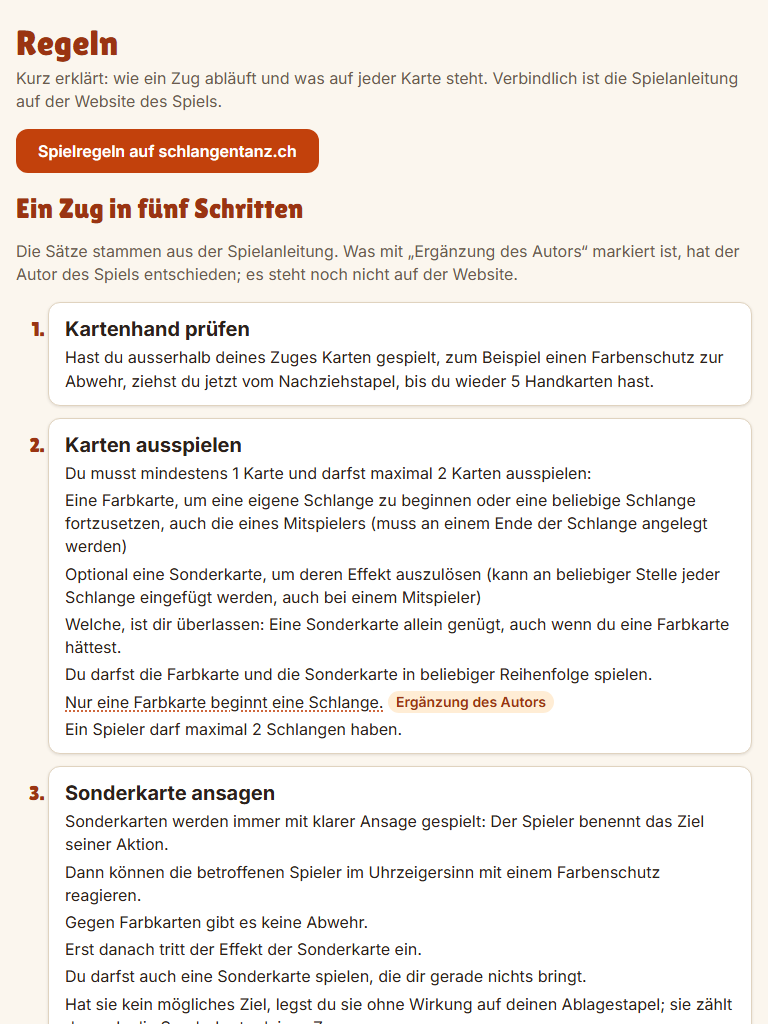 Regeln
Kurz erklärt: wie ein Zug abläuft und was auf jeder Karte steht. Verbindlich ist die Spielanleitung
auf der Website des Spiels.
Spielregeln auf schlangentanz.ch
Ein Zug in fünf Schritten
Die Sätze stammen aus der Spielanleitung. Was mit „Ergänzung des Autors“ markiert ist, hat der
Autor des Spiels entschieden; es steht noch nicht auf der Website.
1. Kartenhand prüfen
Hast du ausserhalb deines Zuges Karten gespielt, zum Beispiel einen Farbenschutz zur
Abwehr, ziehst du jetzt vom Nachziehstapel, bis du wieder 5 Handkarten hast.
2. Karten ausspielen
Du musst mindestens 1 Karte und darfst maximal 2 Karten ausspielen:
Eine Farbkarte, um eine eigene Schlange zu beginnen oder eine beliebige Schlange
fortzusetzen, auch die eines Mitspielers (muss an einem Ende der Schlange angelegt
werden)
Optional eine Sonderkarte, um deren Effekt auszulösen (kann an beliebiger Stelle jeder
Schlange eingefügt werden, auch bei einem Mitspieler)
Welche, ist dir überlassen: Eine Sonderkarte allein genügt, auch wenn du eine Farbkarte
hättest.
Du darfst die Farbkarte und die Sonderkarte in beliebiger Reihenfolge spielen.
Nur eine Farbkarte beginnt eine Schlange. Ergänzung des Autors
Ein Spieler darf maximal 2 Schlangen haben.
3. Sonderkarte ansagen
Sonderkarten werden immer mit klarer Ansage gespielt: Der Spieler benennt das Ziel
seiner Aktion.
Dann können die betroffenen Spieler im Uhrzeigersinn mit einem Farbenschutz
reagieren.
Gegen Farbkarten gibt es keine Abwehr.
Erst danach tritt der Effekt der Sonderkarte ein.
Du darfst auch eine Sonderkarte spielen, die dir gerade nichts bringt.
Hat sie kein mögliches Ziel, legst du sie ohne Wirkung auf deinen Ablagestapel; sie zählt